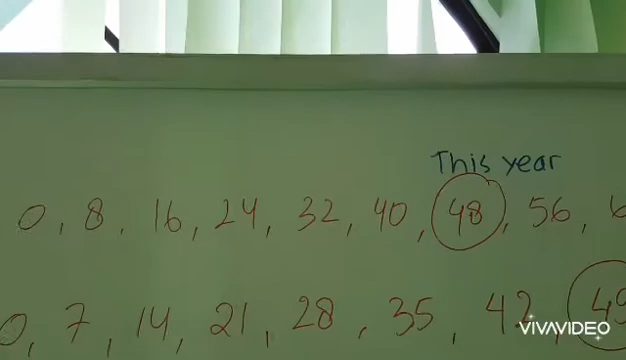 This year
0, 8, 16, 24, 32, 40, 48, 56,
0, 7, 14, 21, 28, 35, 42, 49
VIVAVIDEO